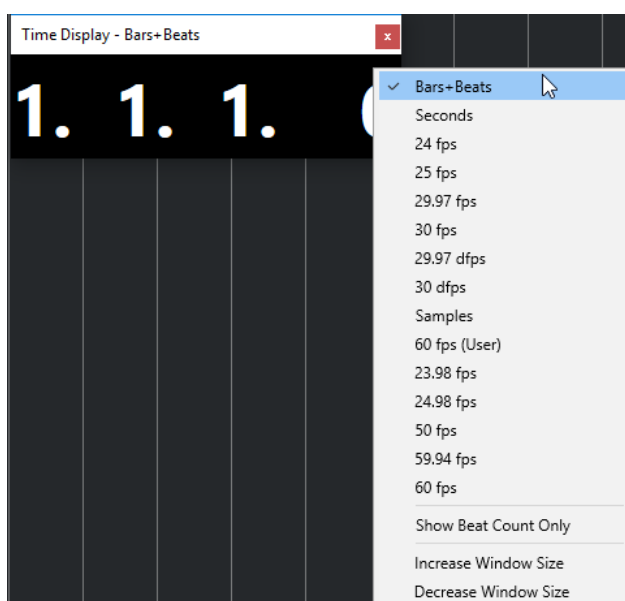 Time Display - Bars+Beats
x
1. 1. 1. 0
Bars+Beats
Seconds
24 fps
25 fps
29.97 fps
30 fps
29.97 dfps
30 dfps
Samples
60 fps (User)
23.98 fps
24.98 fps
50 fps
59.94 fps
60 fps
Show Beat Count Only
Increase Window Size
Decrease Window Size